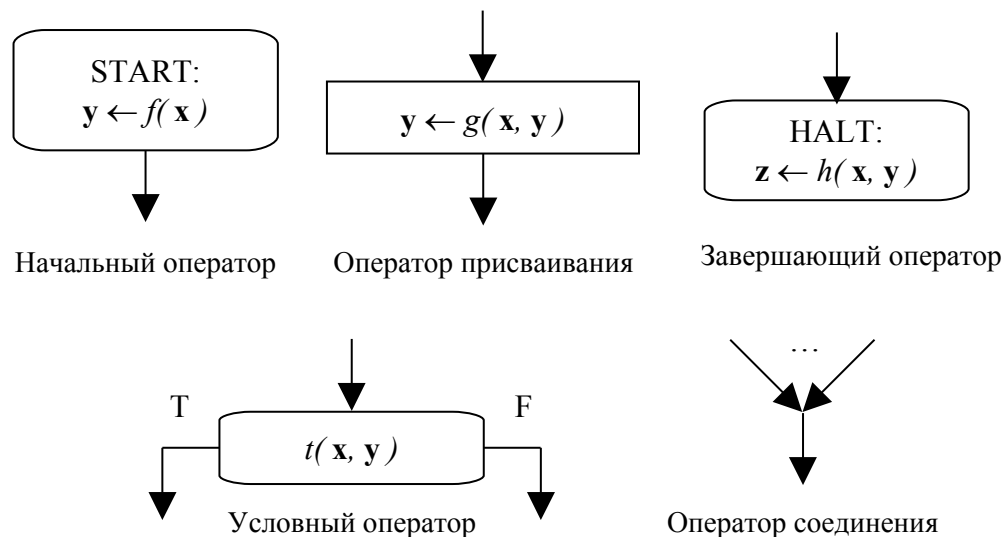 START:
y ← f( x )
Начальный оператор
y ← g( x, y )
Оператор присваивания
HALT:
z ← h( x, y )
Завершающий оператор
T
F
t( x, y )
Условный оператор
...
Оператор соединения